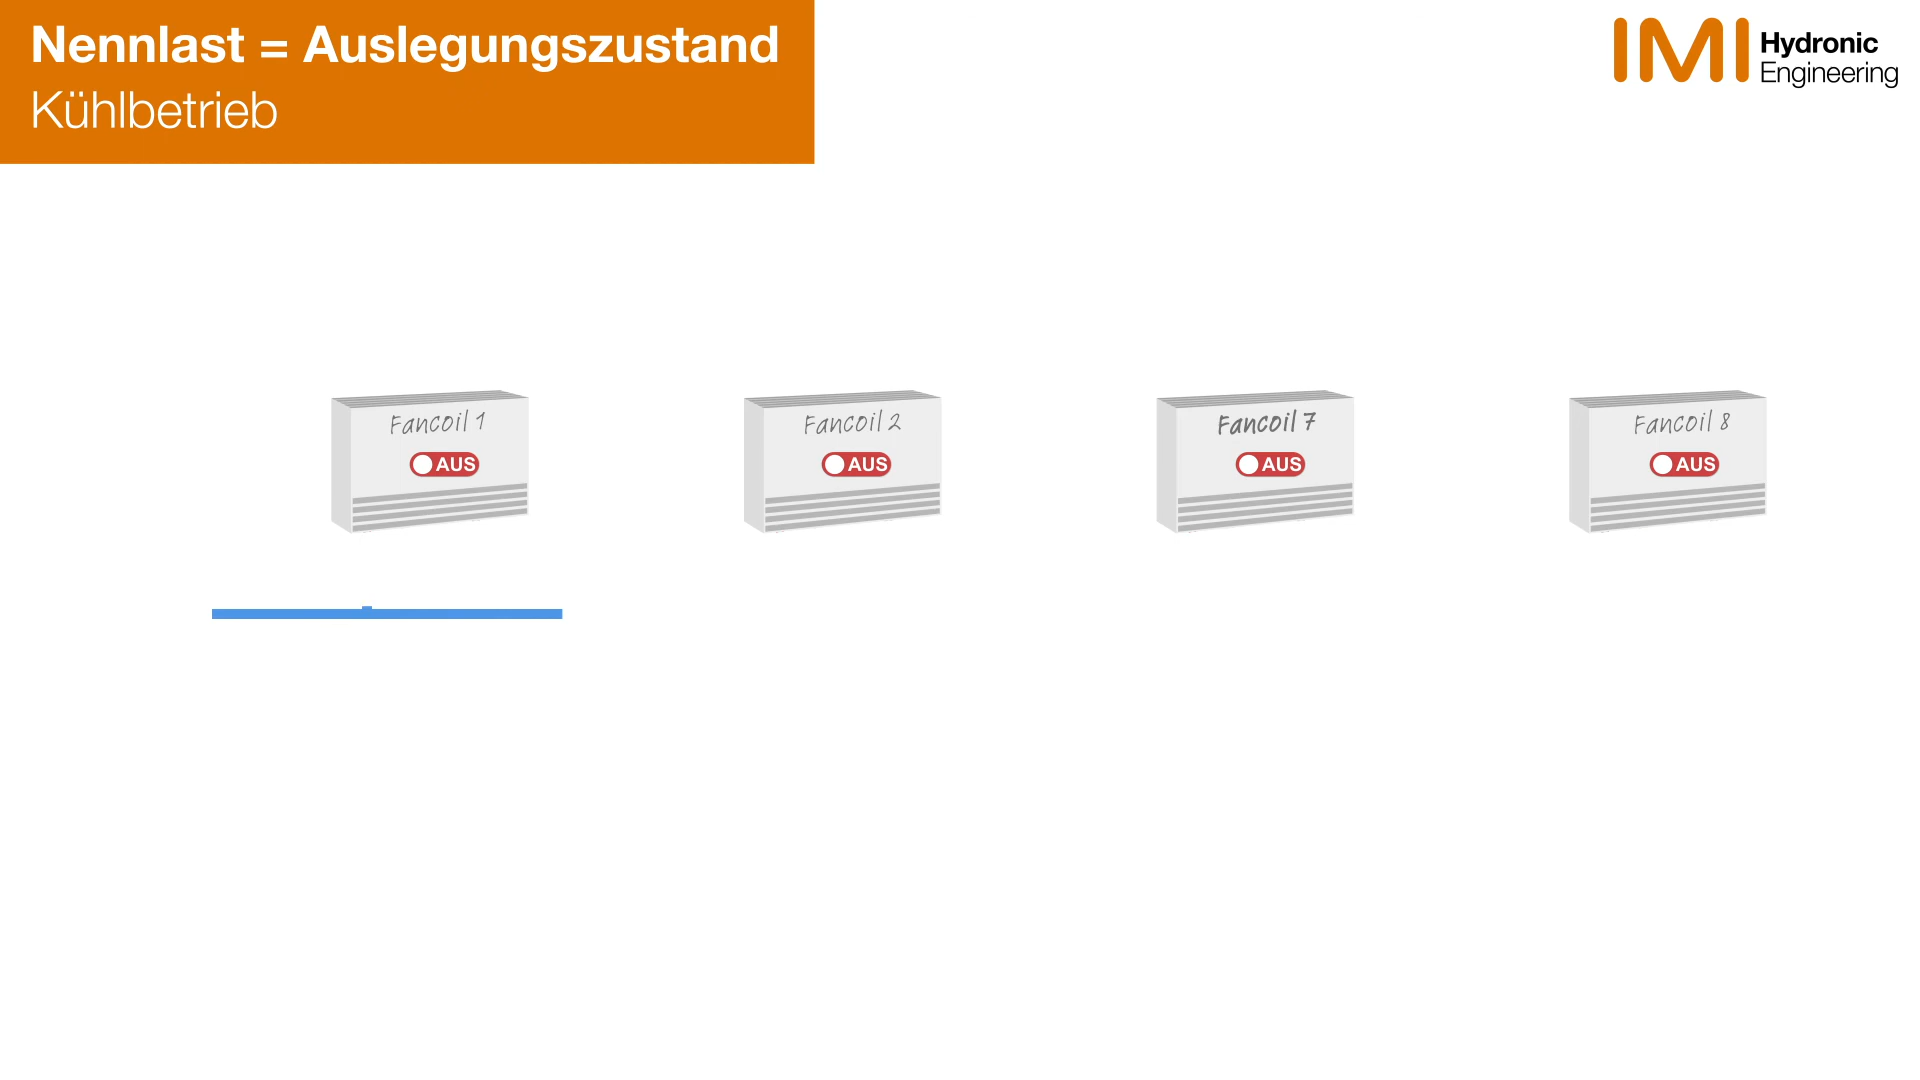 Nennlast = Auslegungszustand
Kühlbetrieb
IMI Hydronic
Engineering
Fancoil 1
AUS
Fancoil 2
AUS
Fancoil 7
AUS
Fancoil 8
AUS